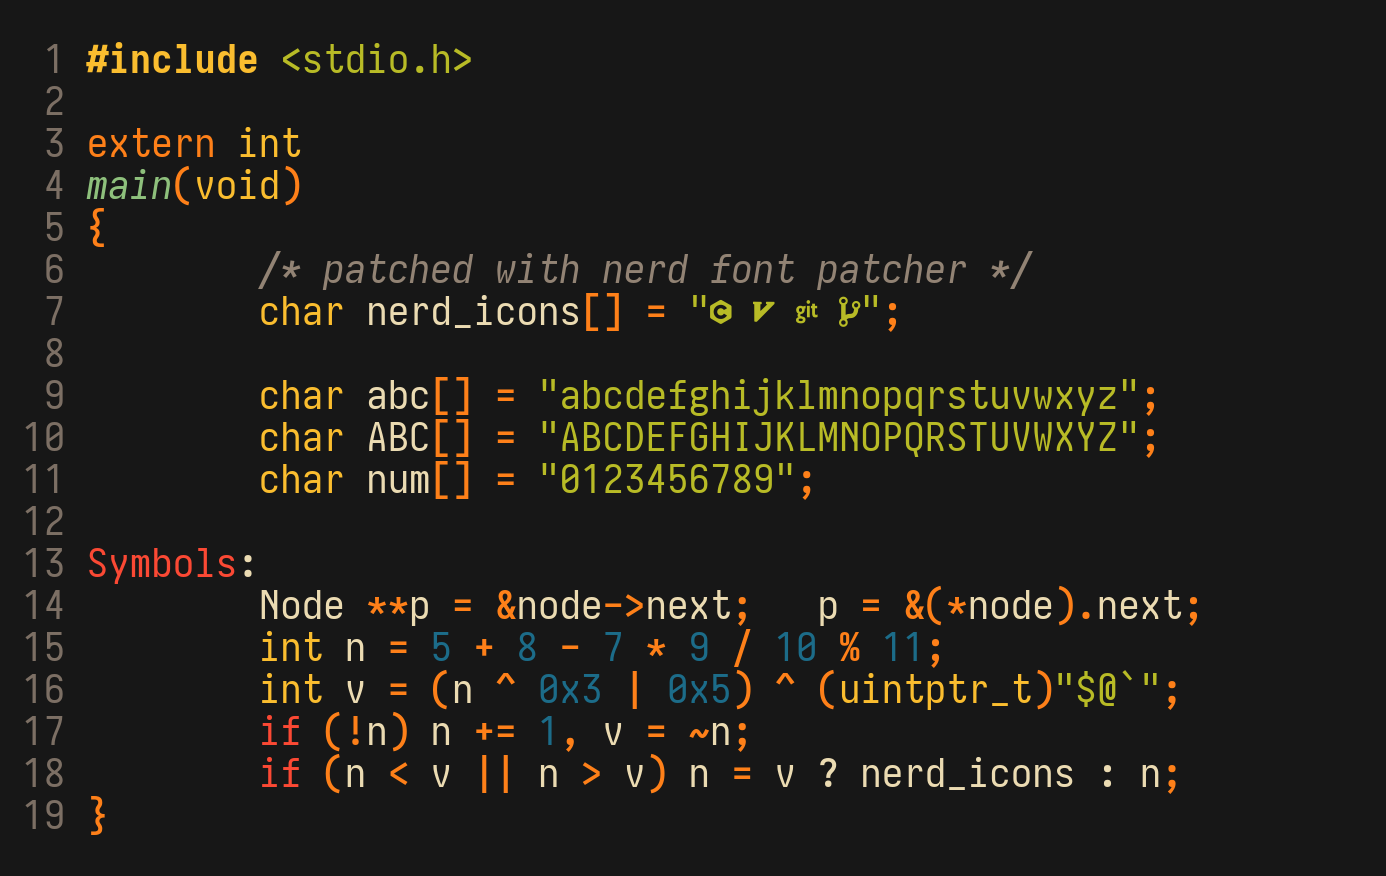 1 #include <stdio.h>
2
3 extern int
4 main(void)
5 {
6         /* patched with nerd font patcher */
7         char nerd_icons[] = "   git  ";
8
9         char abc[] = "abcdefghijklmnopqrstuvwxyz";
10         char ABC[] = "ABCDEFGHIJKLMNOPQRSTUVWXYZ";
11         char num[] = "0123456789";
12
13 Symbols:
14         Node **p = &node->next;   p = &(*node).next;
15         int n = 5 + 8 - 7 * 9 / 10 % 11;
16         int v = (n ^ 0x3 | 0x5) ^ (uintptr_t)"$@`";
17         if (!n) n += 1, v = ~n;
18         if (n < v || n > v) n = v ? nerd_icons : n;
19 }